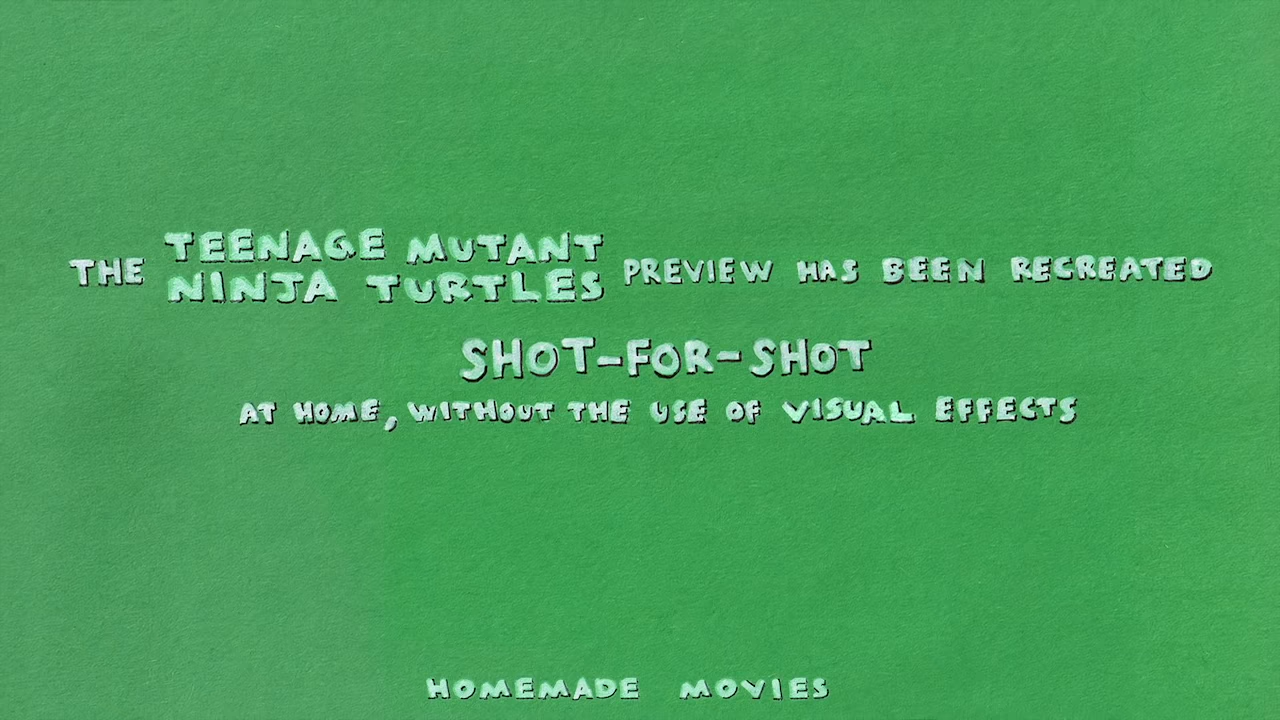 THE TEENAGE MUTANT NINJA TURTLES PREVIEW HAS BEEN RECREATED
SHOT-FOR-SHOT
AT HOME, WITHOUT THE USE OF VISUAL EFFECTS
HOMEMADE MOVIES